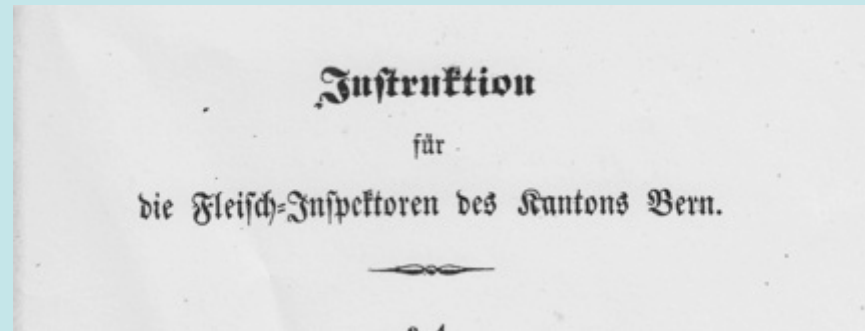 Instruktion
für
die Fleisch-Inspektoren des Kantons Bern.